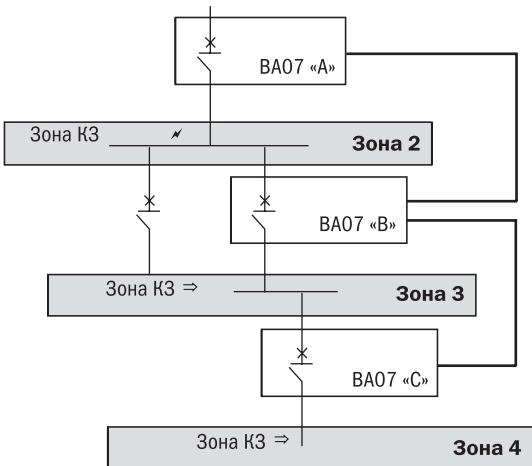 ВА07 «А»
Зона КЗ
Зона 2
ВА07 «В»
Зона КЗ ⇒
Зона 3
ВА07 «С»
Зона КЗ ⇒
Зона 4